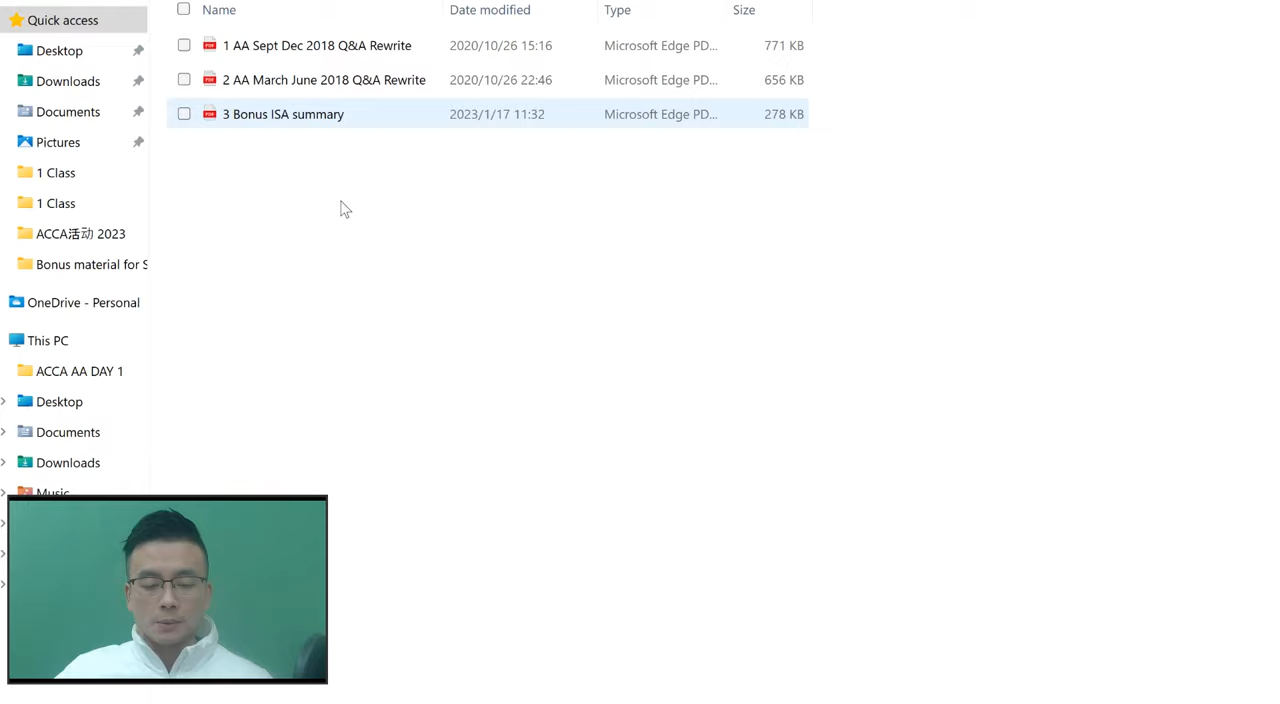 Quick access
Desktop
Downloads
Documents
Pictures
1 Class
1 Class
ACCA活动 2023
Bonus material for S
OneDrive - Personal
This PC
ACCA AA DAY 1
Desktop
Documents
Downloads
Music
Name Date modified Type Size
1 AA Sept Dec 2018 Q&A Rewrite 2020/10/26 15:16 Microsoft Edge PD... 771 KB
2 AA March June 2018 Q&A Rewrite 2020/10/26 22:46 Microsoft Edge PD... 656 KB
3 Bonus ISA summary 2023/1/17 11:32 Microsoft Edge PD... 278 KB